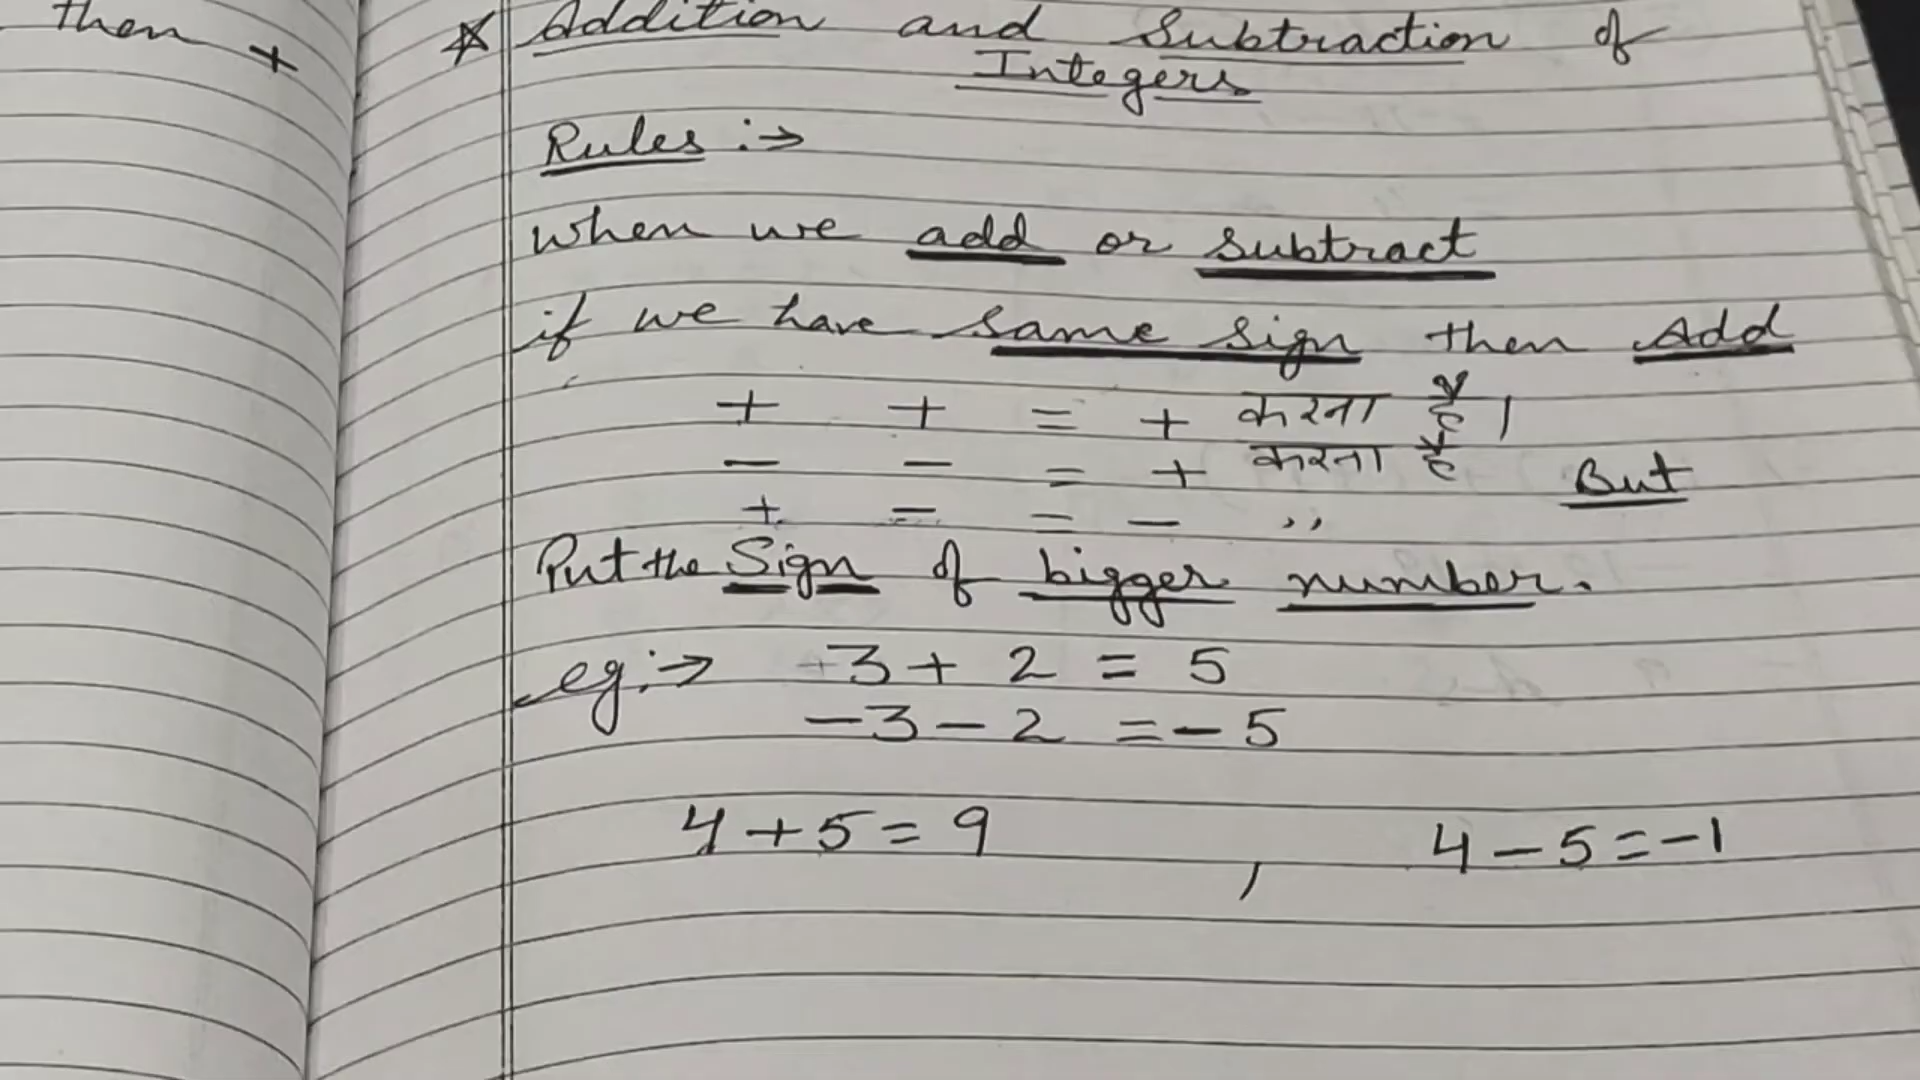 then +
☆ Addition and Subtraction of
Integers
Rules :→
when we add or subtract
if we have same sign then Add
+ + = + करना है।
- - = + करना है But
+ - = - ,,
Put the Sign of bigger number.
eg:→ +3 + 2 = 5
-3 - 2 = -5
4 + 5 = 9 , 4 - 5 = -1